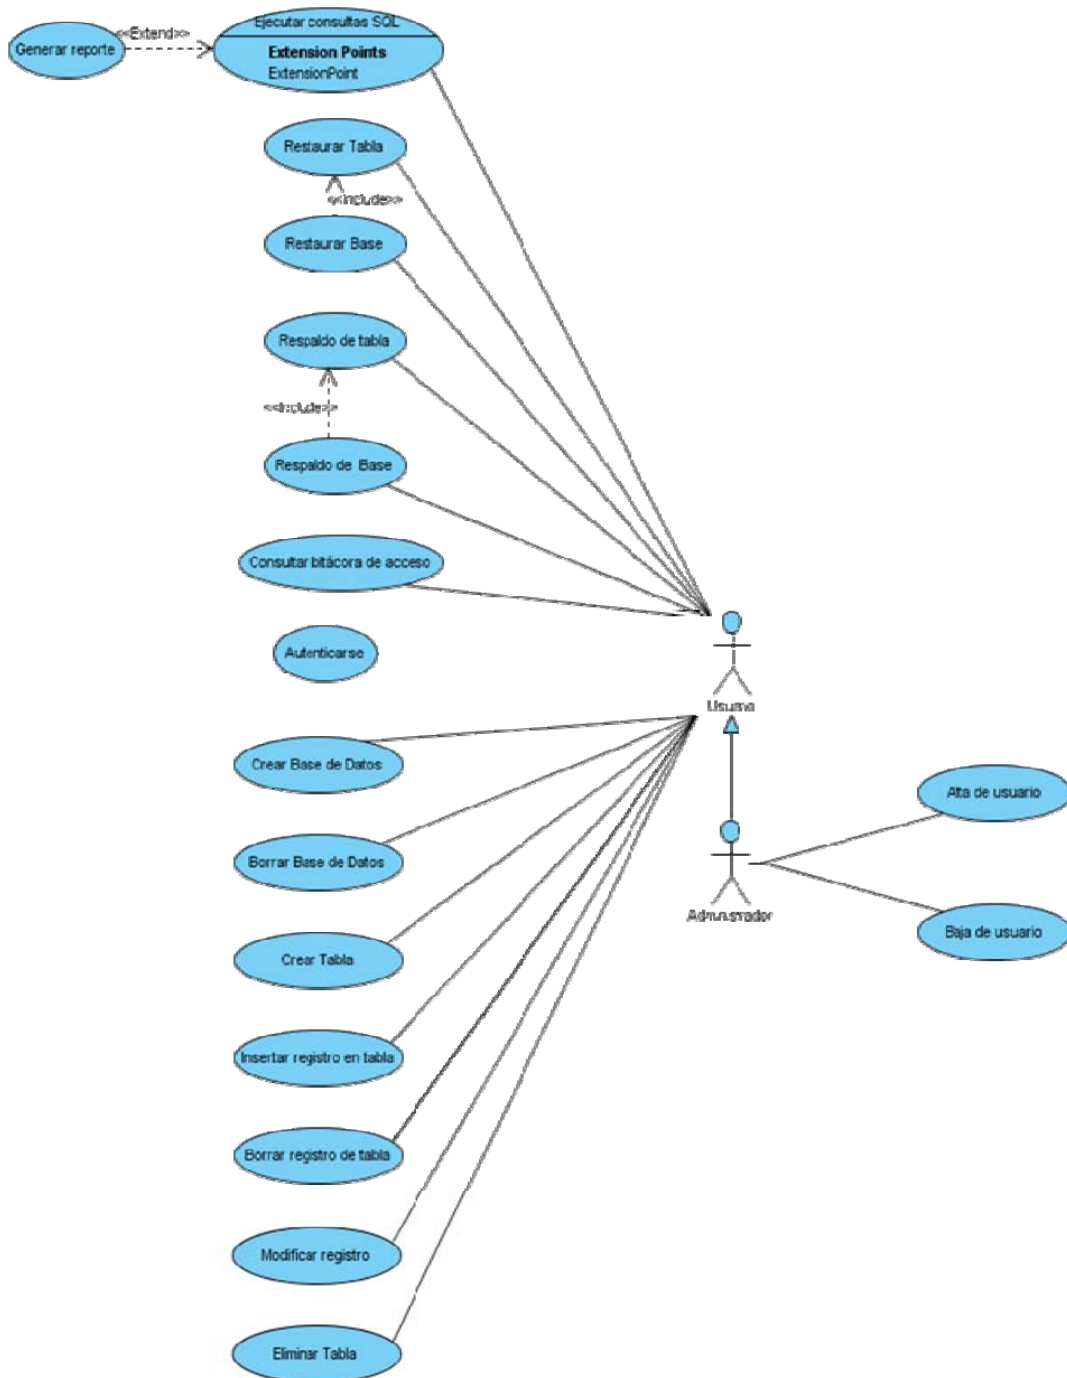 Ejecutar consultas SQL
<<Extend>>
Generar reporte
Extension Points
ExtensionPoint
Restaurar Tabla
<<Include>>
Restaurar Base
Respaldo de tabla
<<Include>>
Respaldo de Base
Consultar bitácora de acceso
Autenticarse
Usuario
Crear Base de Datos
Alta de usuario
Borrar Base de Datos
Administrador
Baja de usuario
Crear Tabla
Insertar registro en tabla
Borrar registro de tabla
Modificar registro
Eliminar Tabla